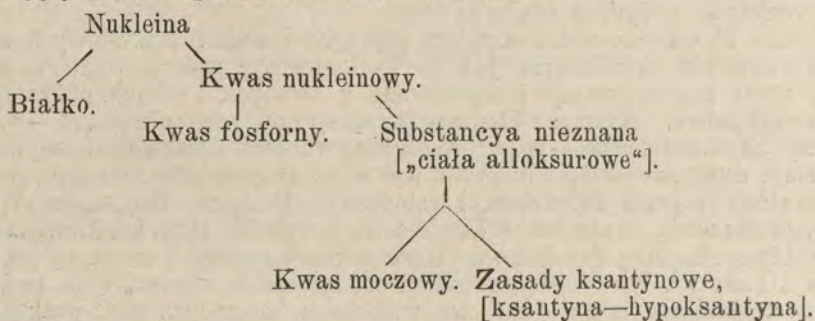 Nukleina
Kwas nukleinowy.
Białko.
Kwas fosforny. Substancya nieznana
[„ciała alloksurowe“].
Kwas moczowy. Zasady ksantynowe,
[ksantyna—hypoksantyna].